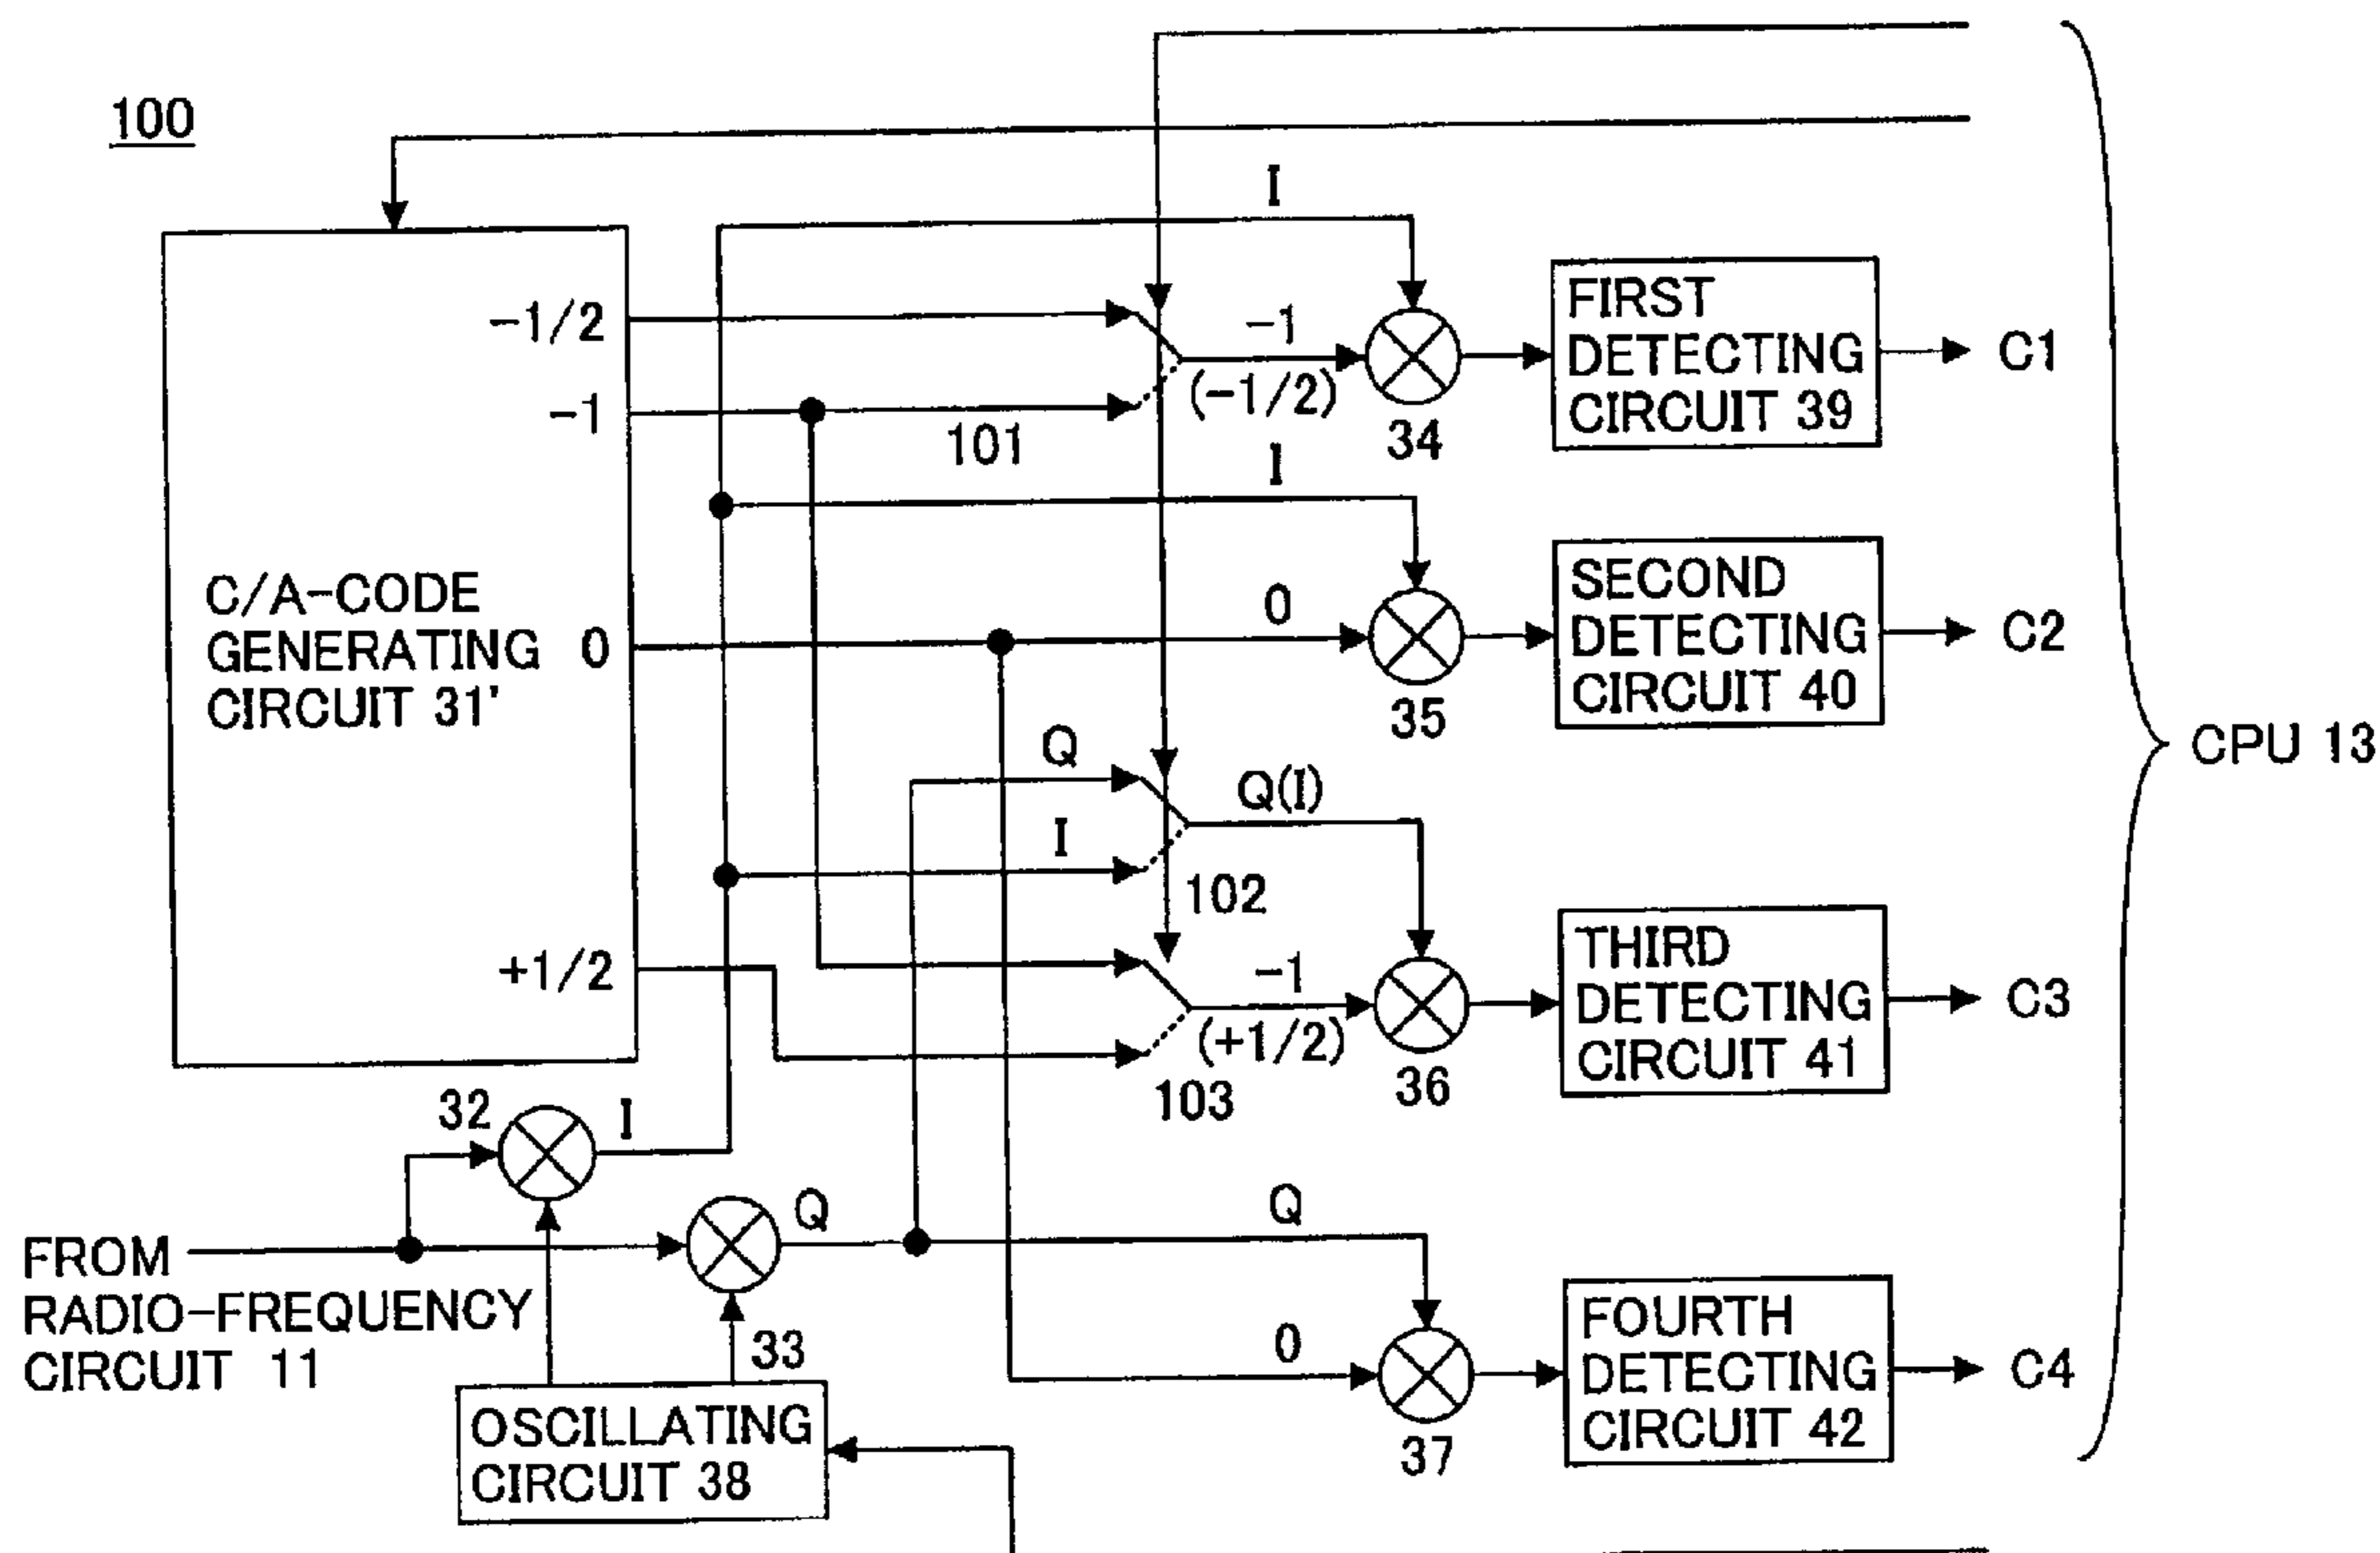 100
I
-1/2
-1
(-1/2)
-1
101
34
FIRST
DETECTING
CIRCUIT 39
C1
I
C/A-CODE
GENERATING
CIRCUIT 31'
0
0
35
SECOND
DETECTING
CIRCUIT 40
C2
CPU 13
Q
Q(I)
I
102
+1/2
-1
(+1/2)
103
36
THIRD
DETECTING
CIRCUIT 41
C3
32
I
Q
Q
FROM
RADIO-FREQUENCY
CIRCUIT 11
33
0
37
FOURTH
DETECTING
CIRCUIT 42
C4
OSCILLATING
CIRCUIT 38